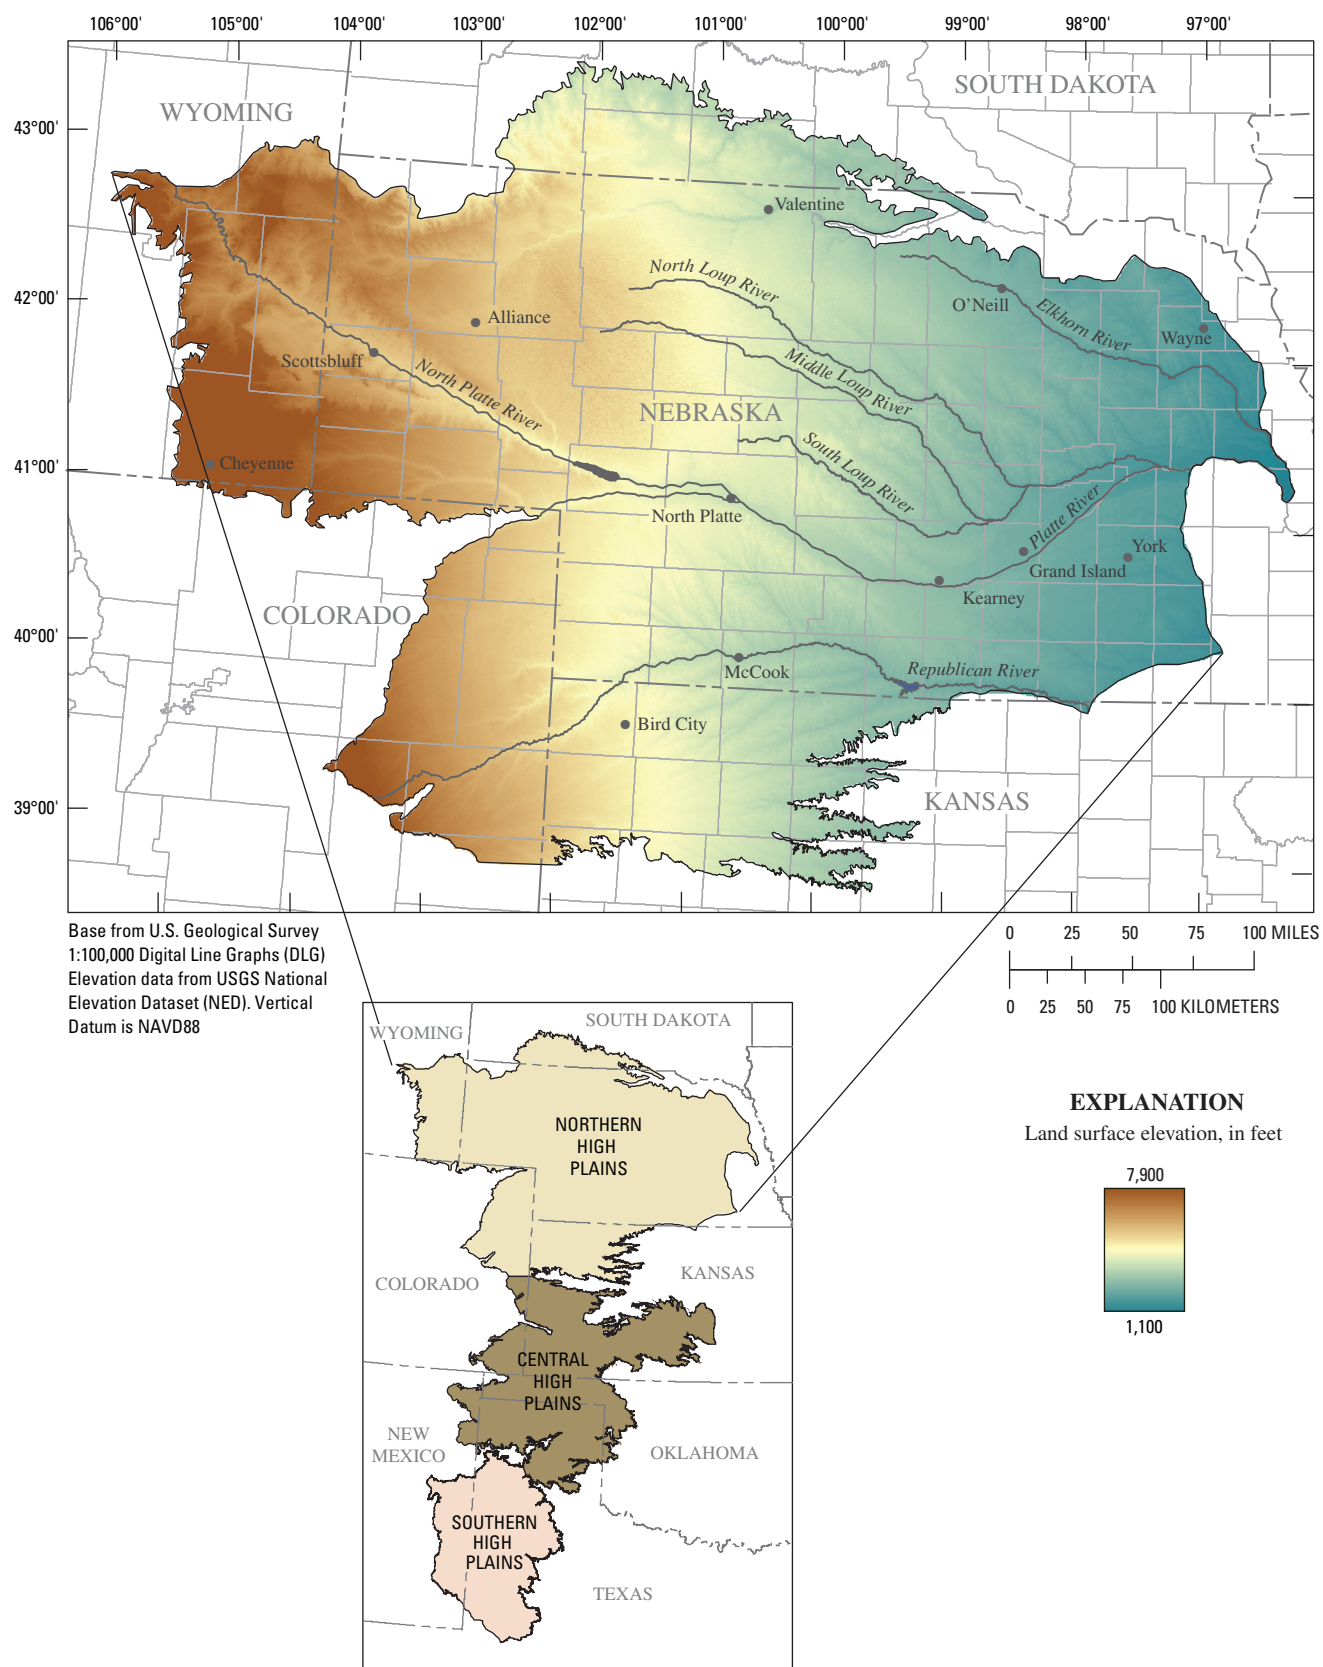 106°00' 105°00' 104°00' 103°00' 102°00' 101°00' 100°00' 99°00' 98°00' 97°00'
SOUTH DAKOTA
WYOMING
43°00'
Valentine
North Loup River
42°00'
O'Neill
Elkhorn River
Alliance
Wayne
Scottsbluff
Middle Loup River
North Platte River
NEBRASKA
South Loup River
41°00'
Cheyenne
North Platte
Platte River
York
Grand Island
Kearney
COLORADO
40°00'
McCook
Republican River
Bird City
39°00'
KANSAS
Base from U.S. Geological Survey
1:100,000 Digital Line Graphs (DLG)
Elevation data from USGS National
Elevation Dataset (NED). Vertical
Datum is NAVD88
0 25 50 75 100 MILES
0 25 50 75 100 KILOMETERS
WYOMING
SOUTH DAKOTA
NORTHERN
HIGH
PLAINS
COLORADO
KANSAS
CENTRAL
HIGH
PLAINS
NEW
MEXICO
OKLAHOMA
SOUTHERN
HIGH
PLAINS
TEXAS
EXPLANATION
Land surface elevation, in feet
7,900
1,100